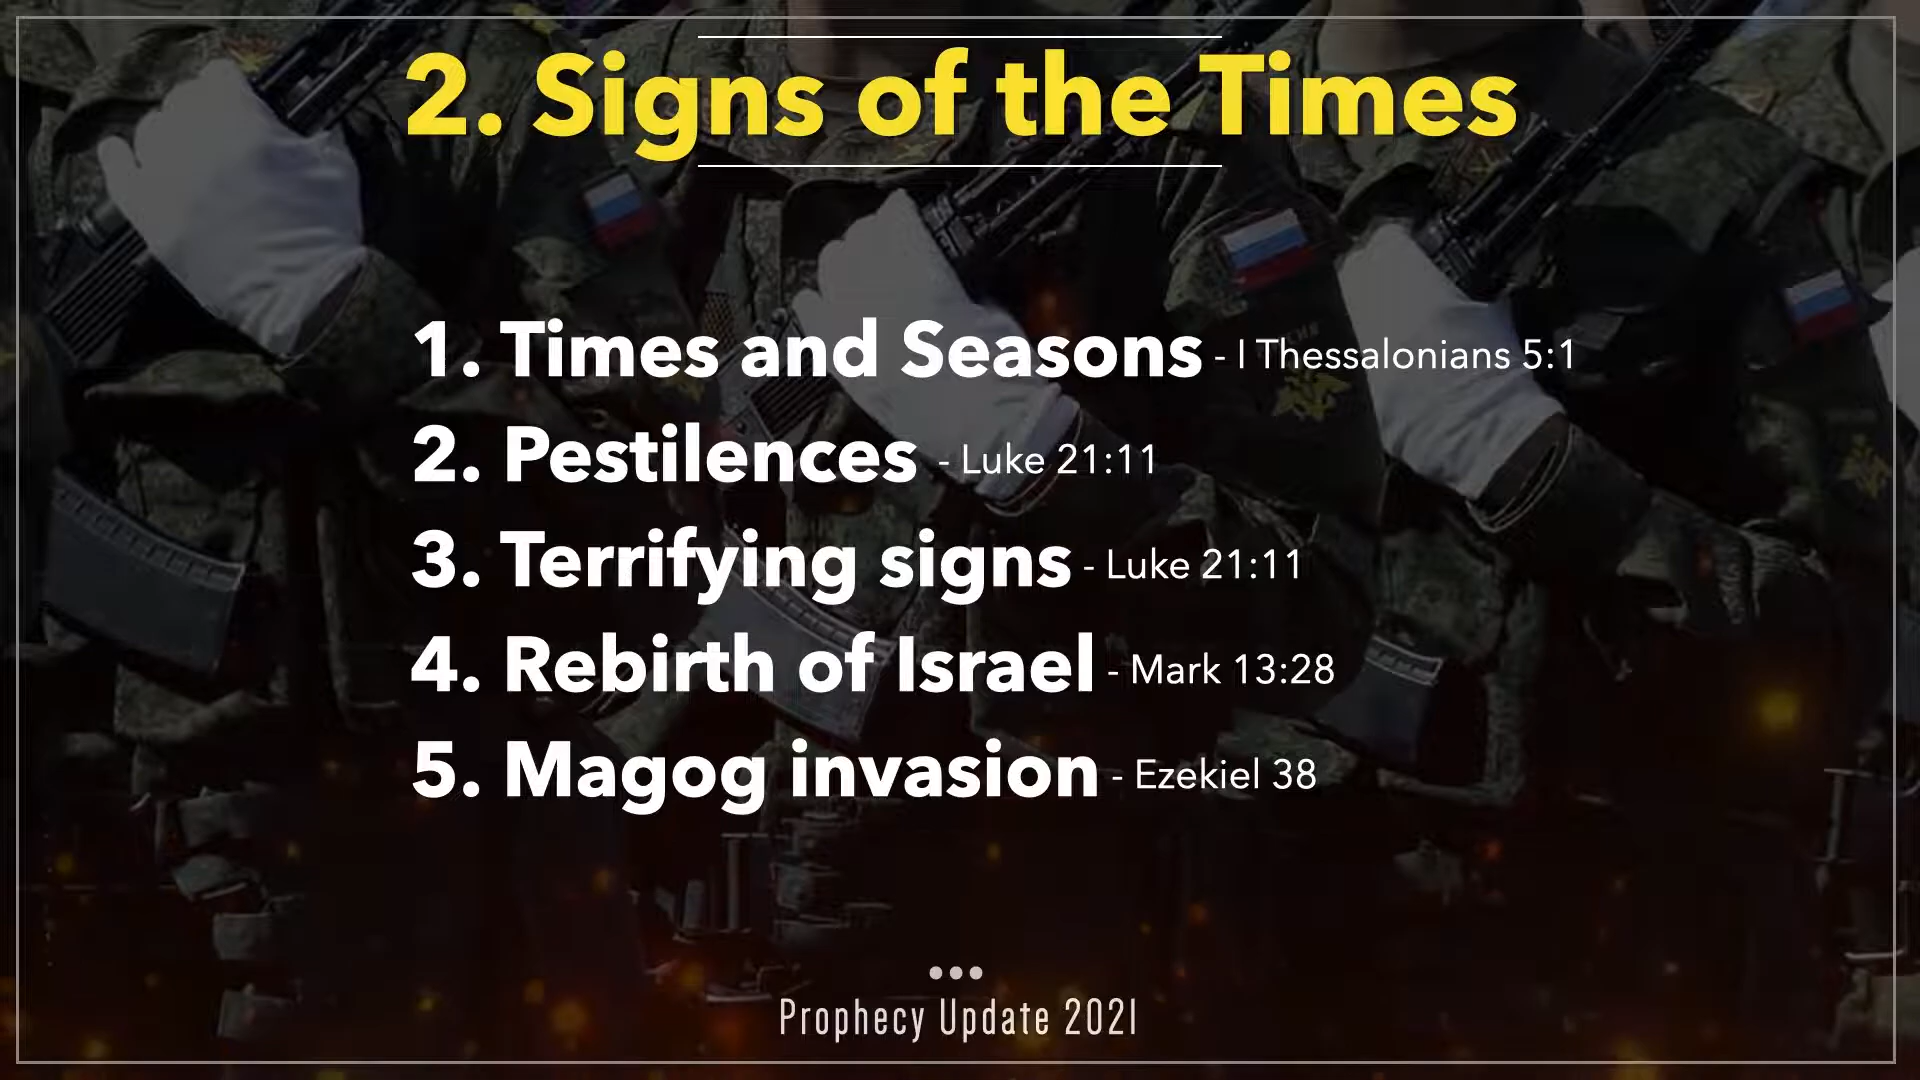 2. Signs of the Times
1. Times and Seasons - I Thessalonians 5:1
2. Pestilences - Luke 21:11
3. Terrifying signs - Luke 21:11
4. Rebirth of Israel - Mark 13:28
5. Magog invasion - Ezekiel 38
Prophecy Update 2021